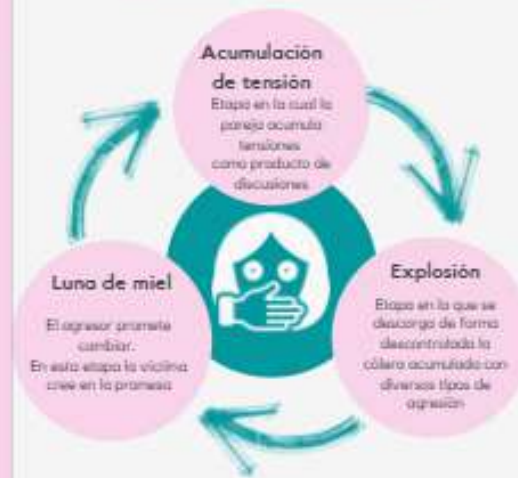 Acumulación
de tensión
Etapa en la cual la
pareja acumula
tensiones
como producto de
discusiones
Explosión
Etapa en la que se
descarga de forma
descontrolada la
cólera acumulada con
diversos tipos de
agresión
Luna de miel
El agresor promete
cambiar.
En esta etapa la víctima
cree en la promesa